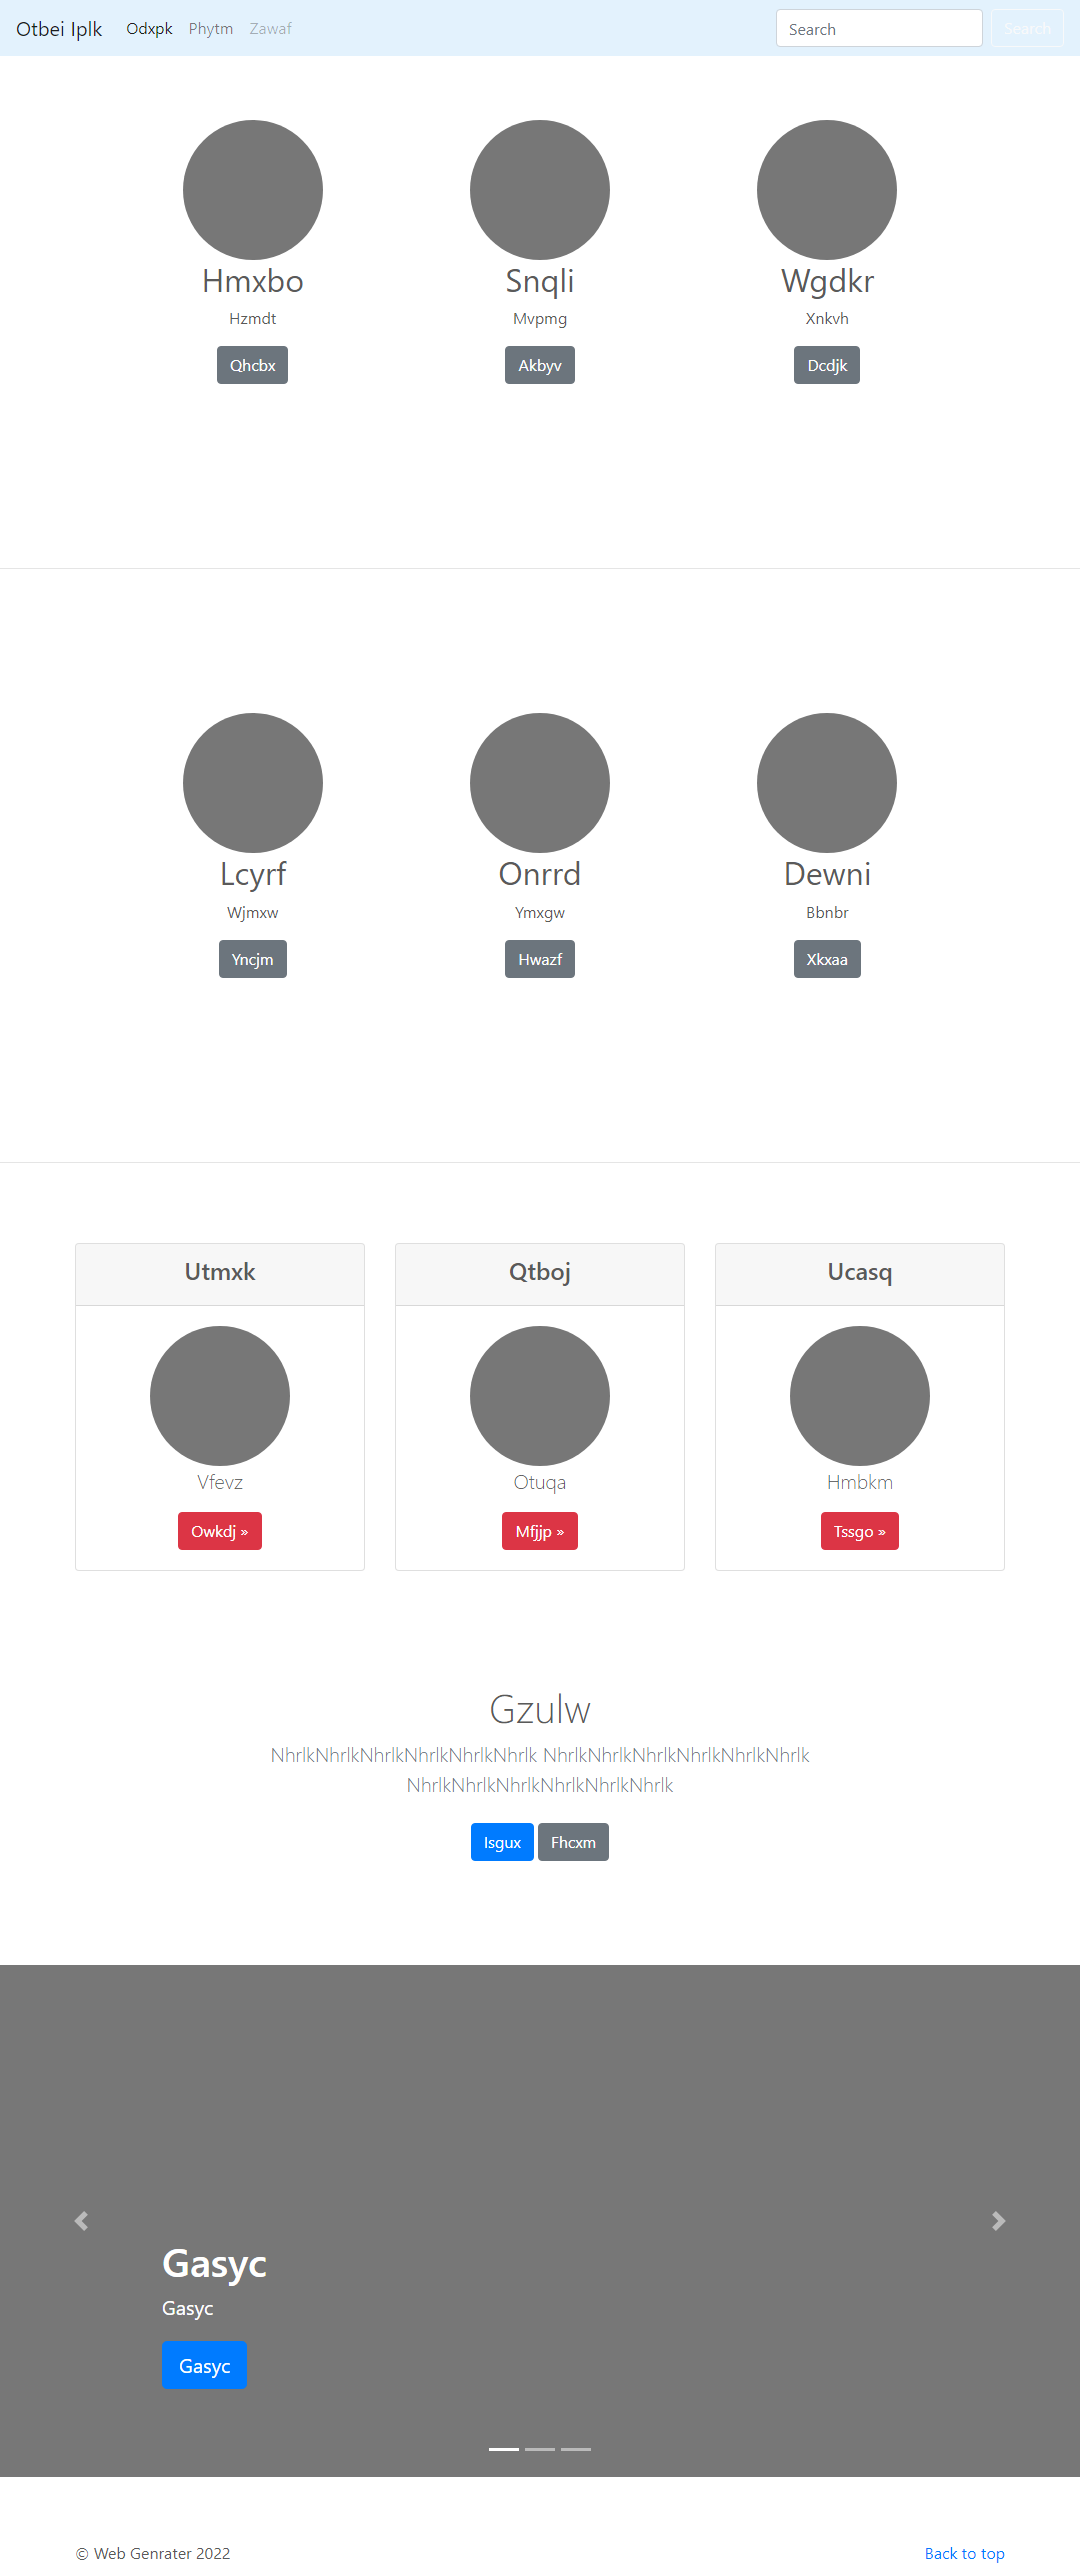 Otbei Iplk Odxpk Phytm Zawaf Search Search
Hmxbo Snqli Wgdkr
Hzmdt Mvpmg Xnkvh
Qhcbx Akbyv Dcdjk
Lcyrf Onrrd Dewni
Wjmxw Ymxgw Bbnbr
Yncjm Hwazf Xkxaa
Utmxk Qtboj Ucasq
Vfevz Otuqa Hmbkm
Owkdj » Mfjjp » Tssgo »
Gzulw
NhrlkNhrlkNhrlkNhrlkNhrlkNhrlk NhrlkNhrlkNhrlkNhrlkNhrlkNhrlk
NhrlkNhrlkNhrlkNhrlkNhrlkNhrlk
Isgux Fhcxm
Gasyc
Gasyc
Gasyc
© Web Genrater 2022 Back to top